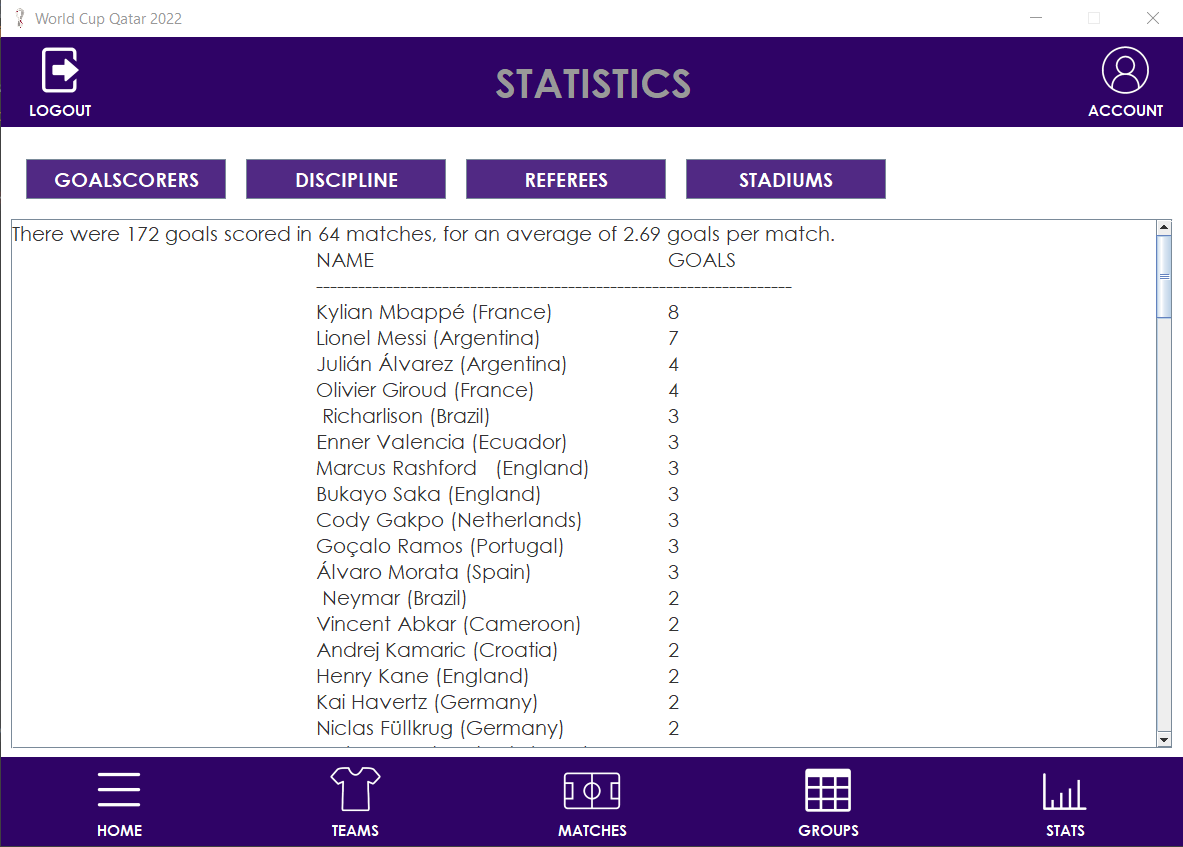 World Cup Qatar 2022
LOGOUT
STATISTICS
ACCOUNT
GOALSCORERS
DISCIPLINE
REFEREES
STADIUMS
There were 172 goals scored in 64 matches, for an average of 2.69 goals per match.
NAME GOALS
--------------------------------------------------------------------
Kylian Mbappé (France) 8
Lionel Messi (Argentina) 7
Julián Álvarez (Argentina) 4
Olivier Giroud (France) 4
Richarlison (Brazil) 3
Enner Valencia (Ecuador) 3
Marcus Rashford (England) 3
Bukayo Saka (England) 3
Cody Gakpo (Netherlands) 3
Goçalo Ramos (Portugal) 3
Álvaro Morata (Spain) 3
Neymar (Brazil) 2
Vincent Abkar (Cameroon) 2
Andrej Kamaric (Croatia) 2
Henry Kane (England) 2
Kai Havertz (Germany) 2
Niclas Füllkrug (Germany) 2
HOME
TEAMS
MATCHES
GROUPS
STATS